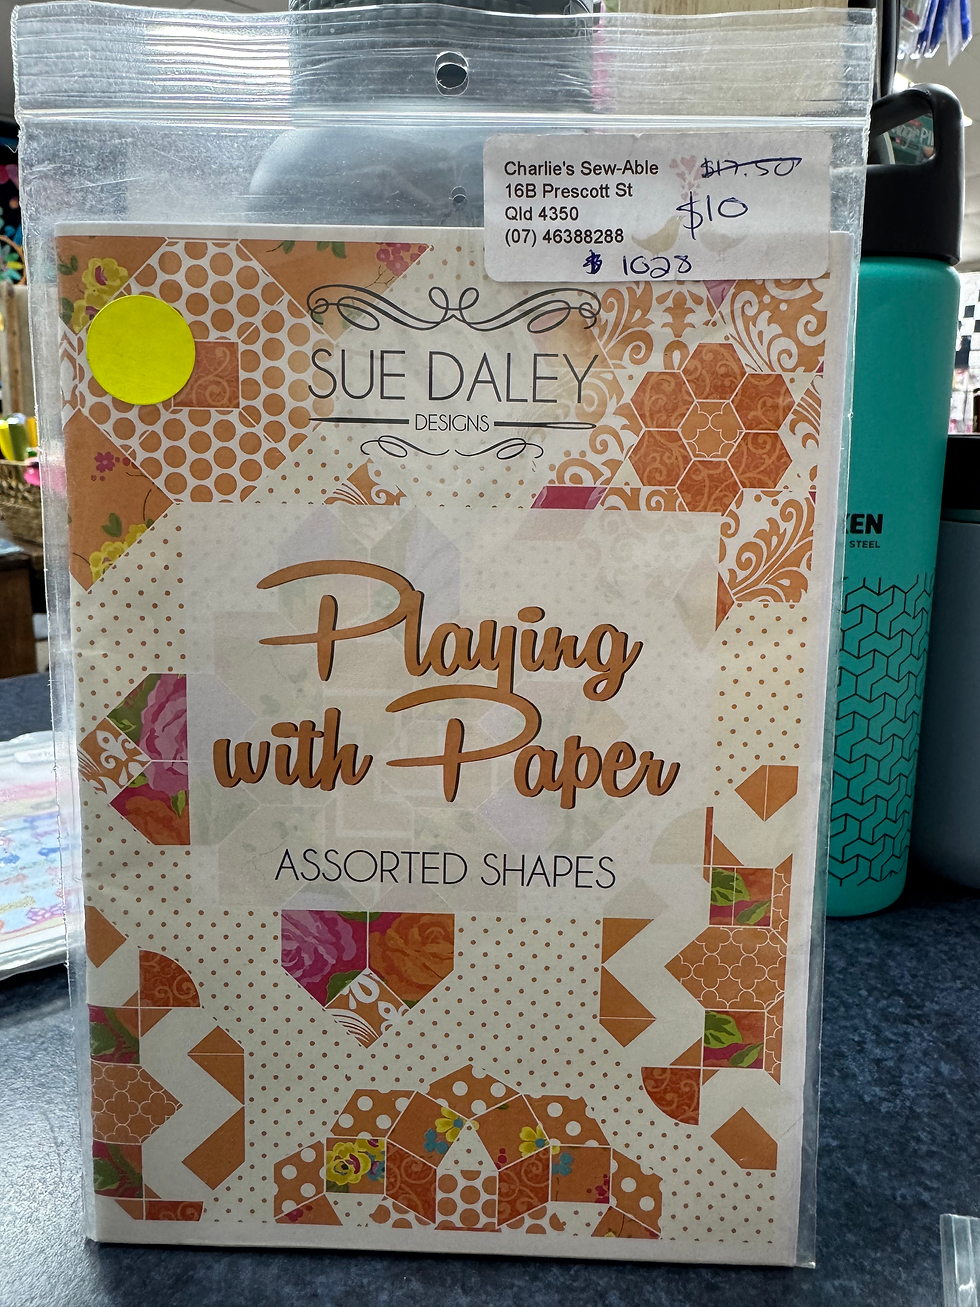 Charlie's Sew-Able
16B Prescott St
Qld 4350
(07) 46388288
$17.50
$10
$ 1028
SUE DALEY
DESIGNS
Playing
with Paper
ASSORTED SHAPES
KEN
STEEL